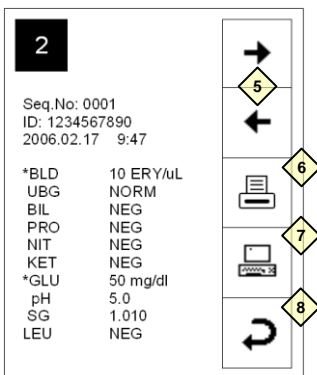 2
Seq.No: 0001
ID: 1234567890
2006.02.17 9:47
*BLD 10 ERY/uL
UBG NORM
BIL NEG
PRO NEG
NIT NEG
KET NEG
*GLU 50 mg/dl
pH 5.0
SG 1.010
LEU NEG
5
6
7
8